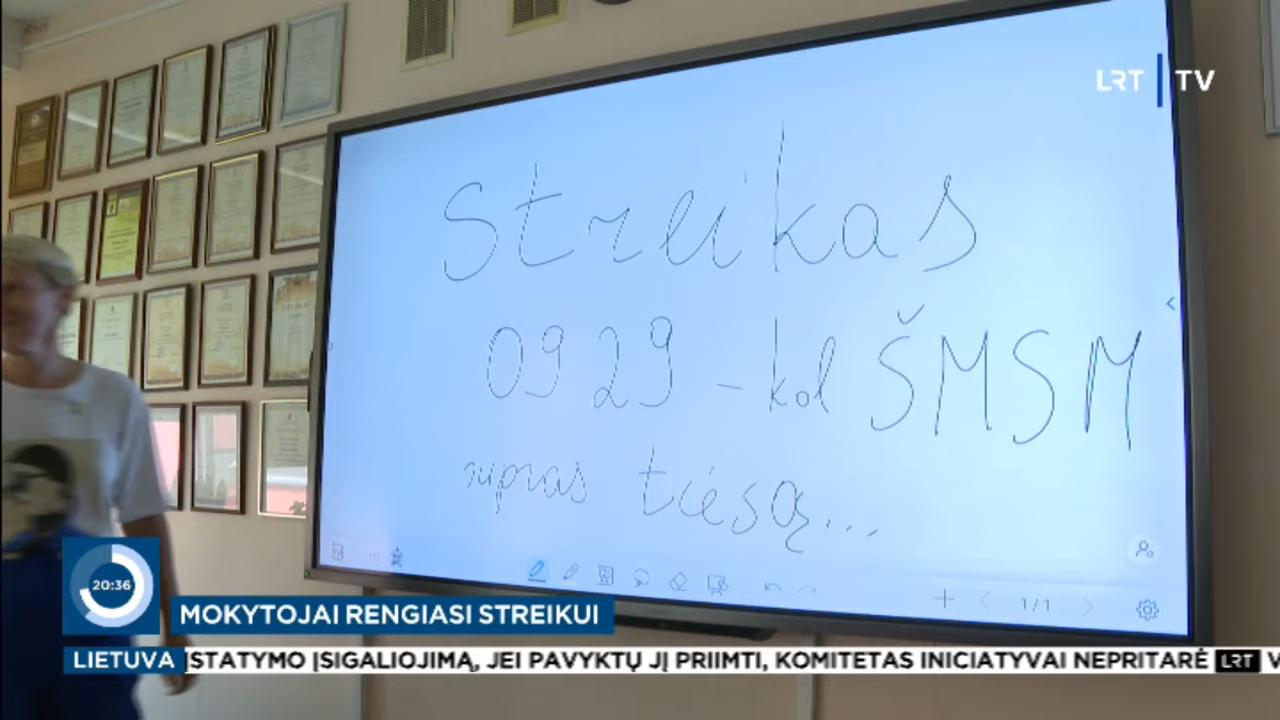 LRT TV
Streikas
0929 - kol ŠMSM
supras tiesą...
1/1
20:36
MOKYTOJAI RENGIASI STREIKUI
LIETUVA ĮSTATYMO ĮSIGALIOJIMĄ, JEI PAVYKTŲ JĮ PRIIMTI, KOMITETAS INICIATYVAI NEPRITARĖ LRT V